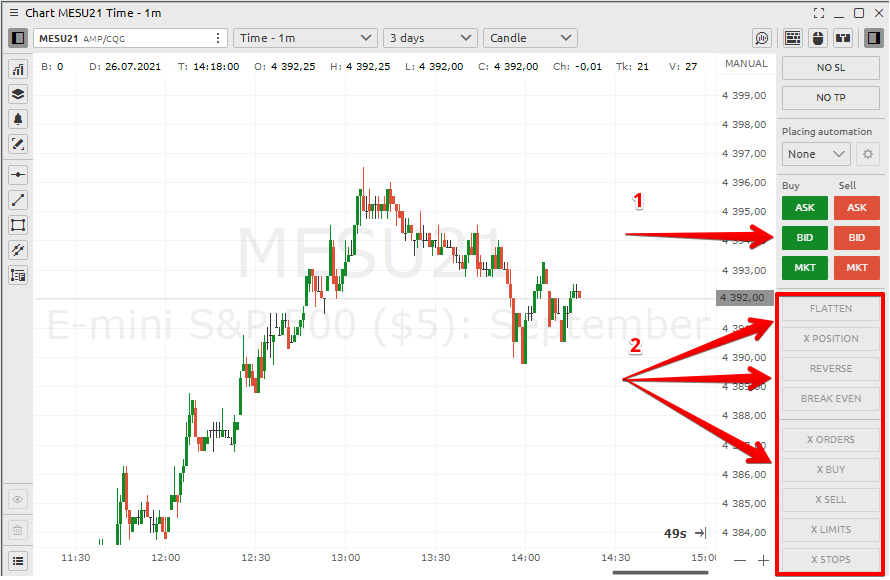 Chart MESU21 Time - 1m
MESU21 AMP/CQG Time - 1m 3 days Candle
B: 0 D: 26.07.2021 T: 14:18:00 O: 4 392,25 H: 4 392,25 L: 4 392,00 C: 4 392,00 Ch: -0,01 Tk: 21 V: 27
MANUAL
4 399,00
4 398,00
4 397,00
4 396,00
4 395,00
4 393,00
4 392,00
4 390,00
4 388,00
4 386,00
4 385,00
4 384,00
MESU21
E-mini S&P 500 ($5): September
1
2
49s
11:30 12:00 12:30 13:00 13:30 14:00 14:30 15:00
NO SL
NO TP
Placing automation
None
Buy Sell
ASK ASK
BID BID
MKT MKT
FLATTEN
X POSITION
REVERSE
BREAK EVEN
X ORDERS
X BUY
X SELL
X LIMITS
X STOPS